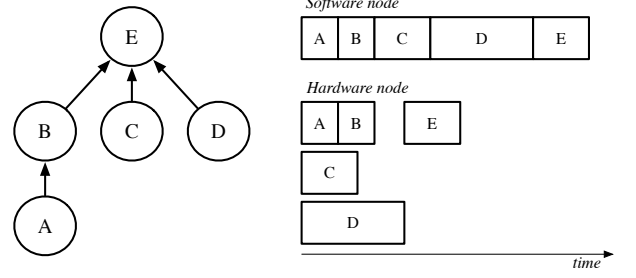 E
B C D
A
Software node
A B C D E
Hardware node
A B E
C
D
time